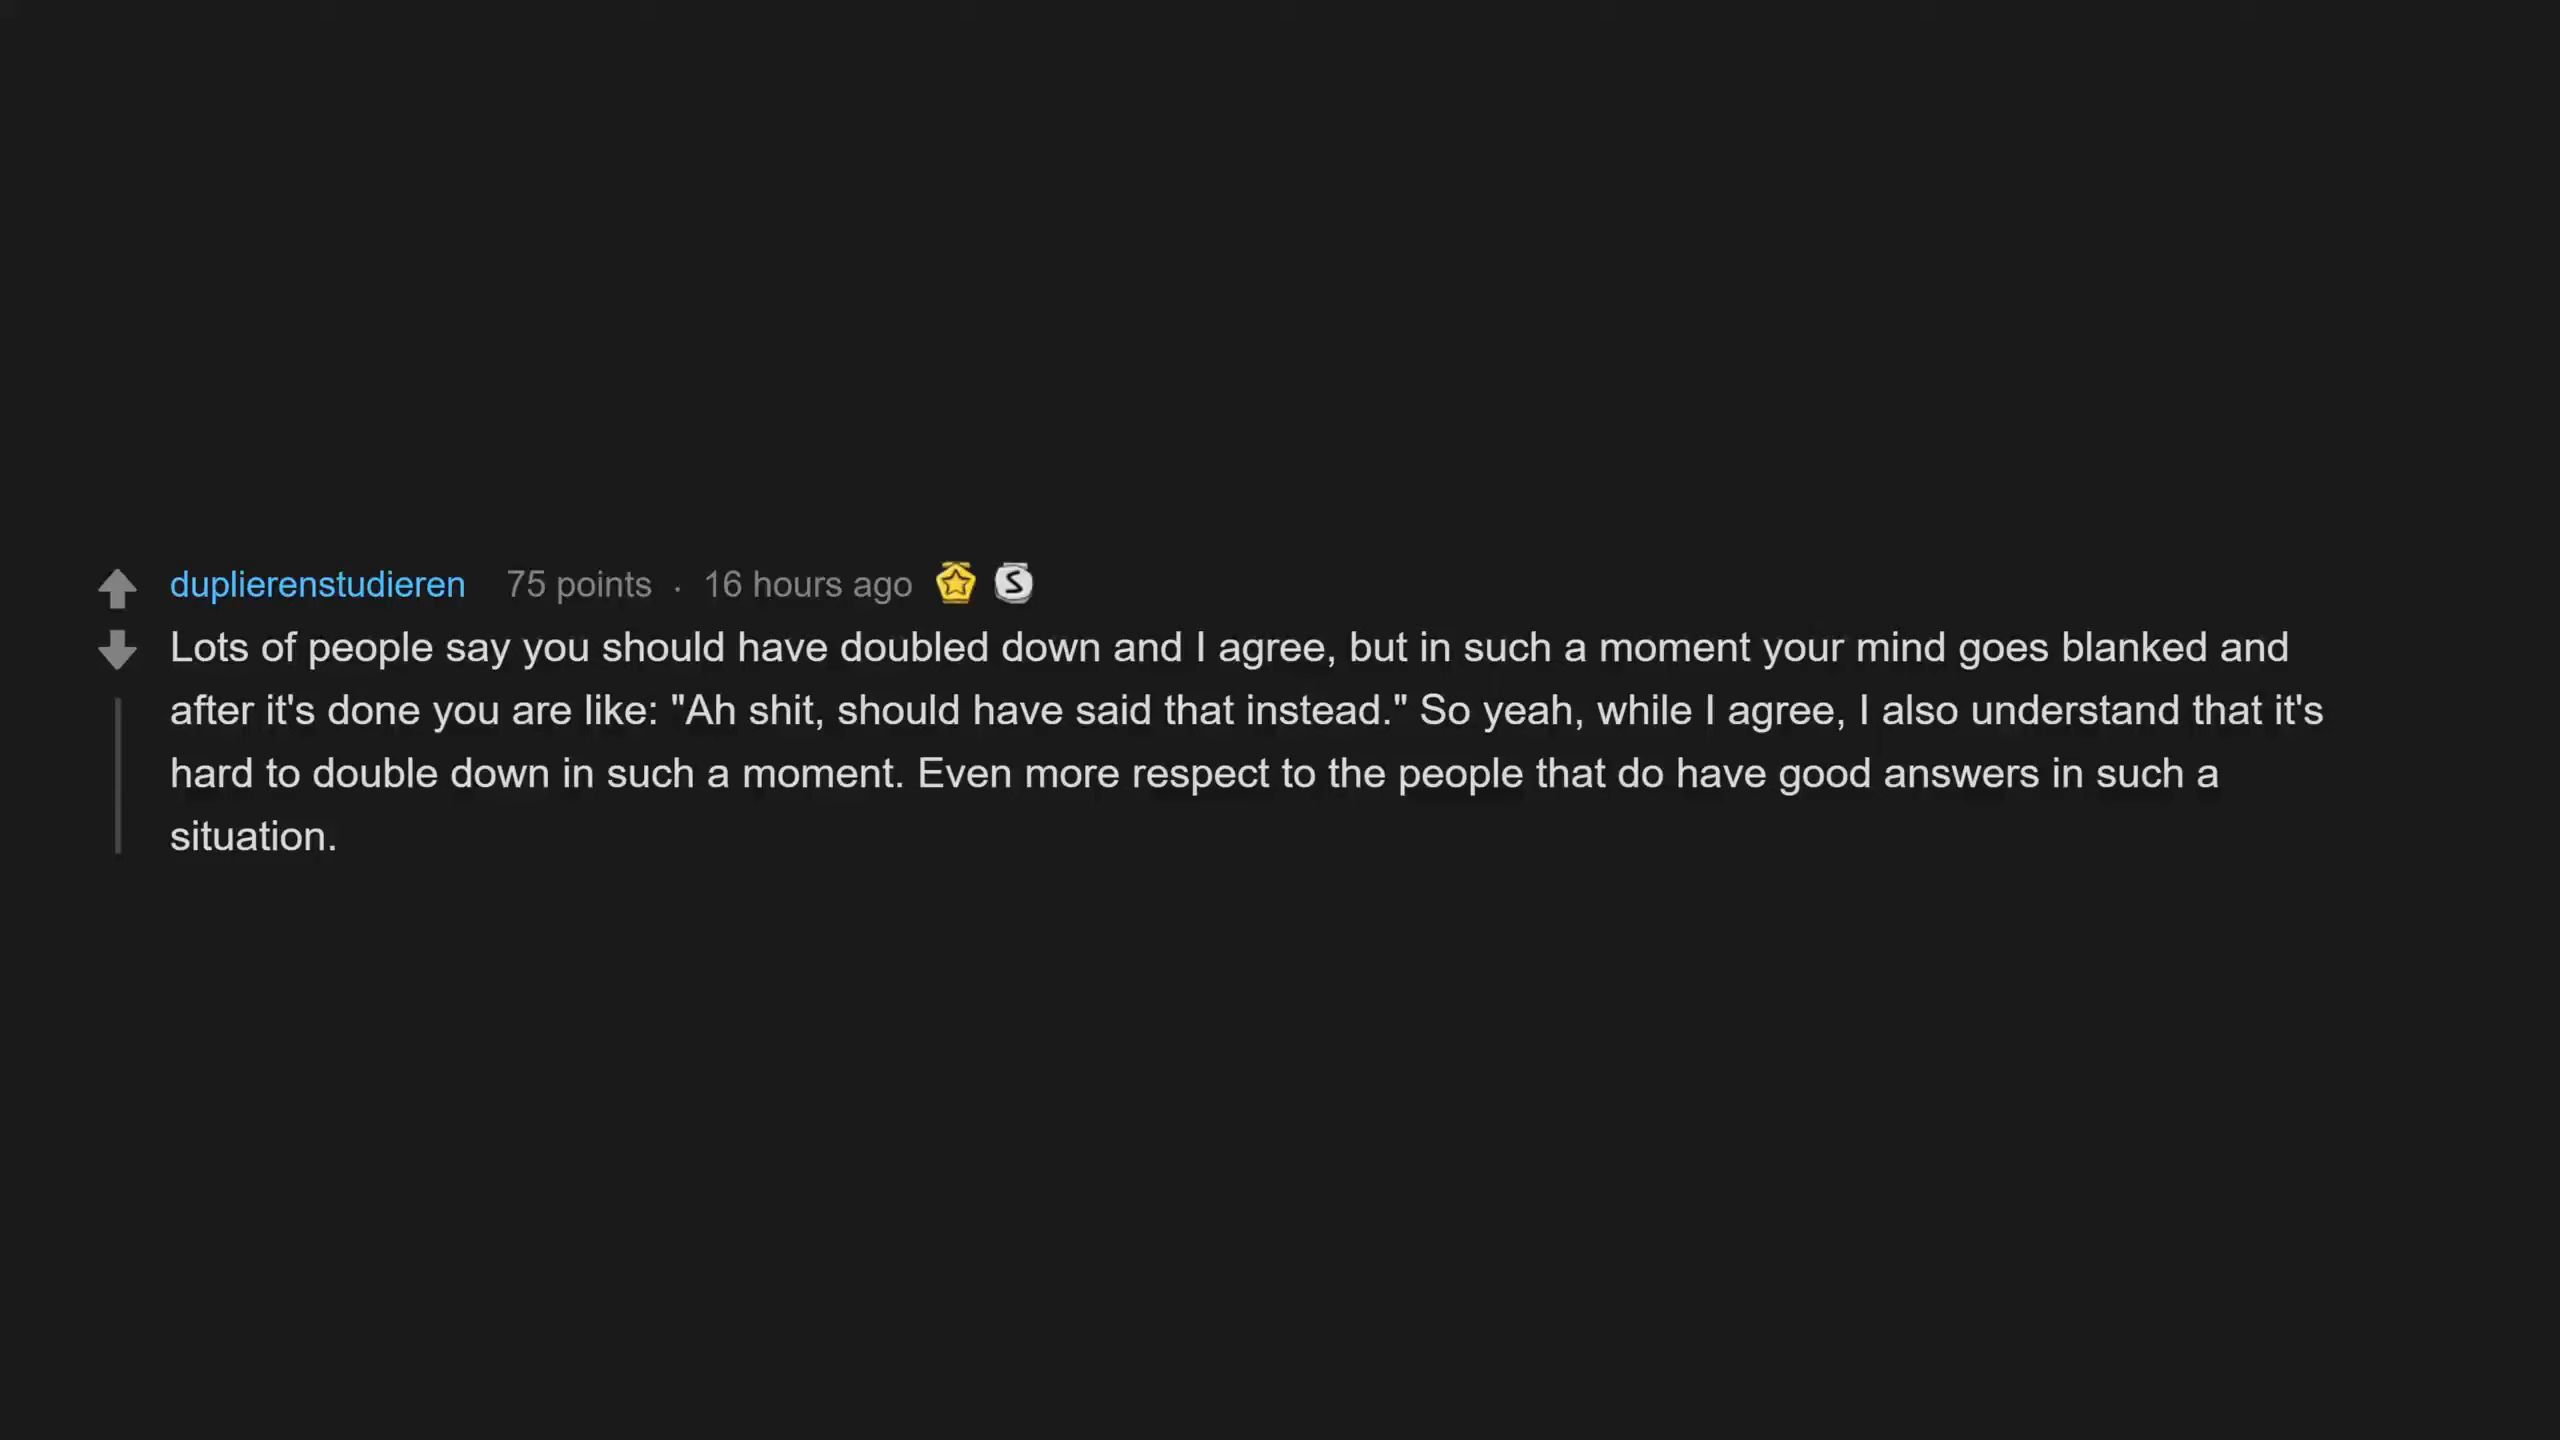 duplierenstudieren 75 points · 16 hours ago
Lots of people say you should have doubled down and I agree, but in such a moment your mind goes blanked and
after it's done you are like: "Ah shit, should have said that instead." So yeah, while I agree, I also understand that it's
hard to double down in such a moment. Even more respect to the people that do have good answers in such a
situation.